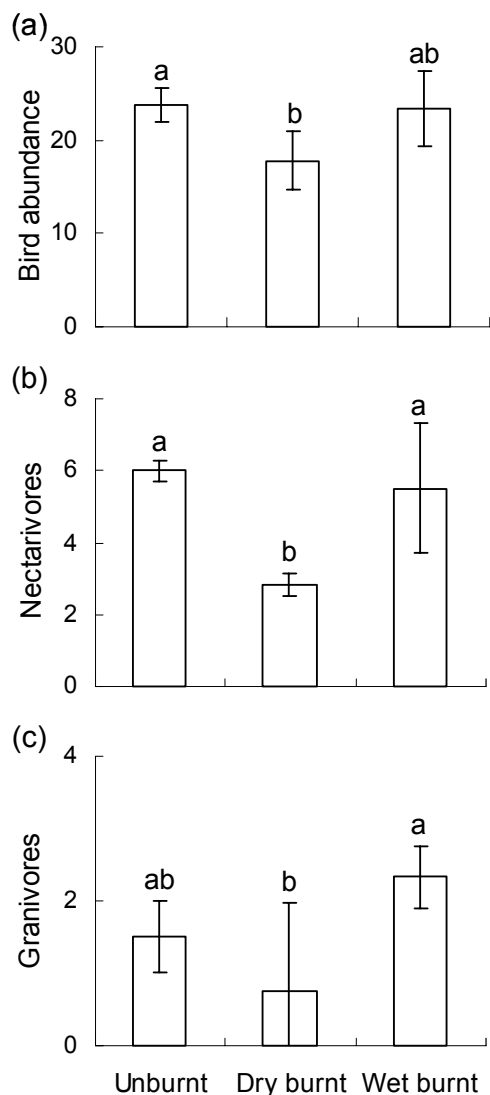 (a)
30
20
10
0
Bird abundance
a
b
ab
(b)
8
6
4
2
0
Nectarivores
a
b
a
(c)
4
2
0
Granivores
ab
b
a
Unburnt Dry burnt Wet burnt